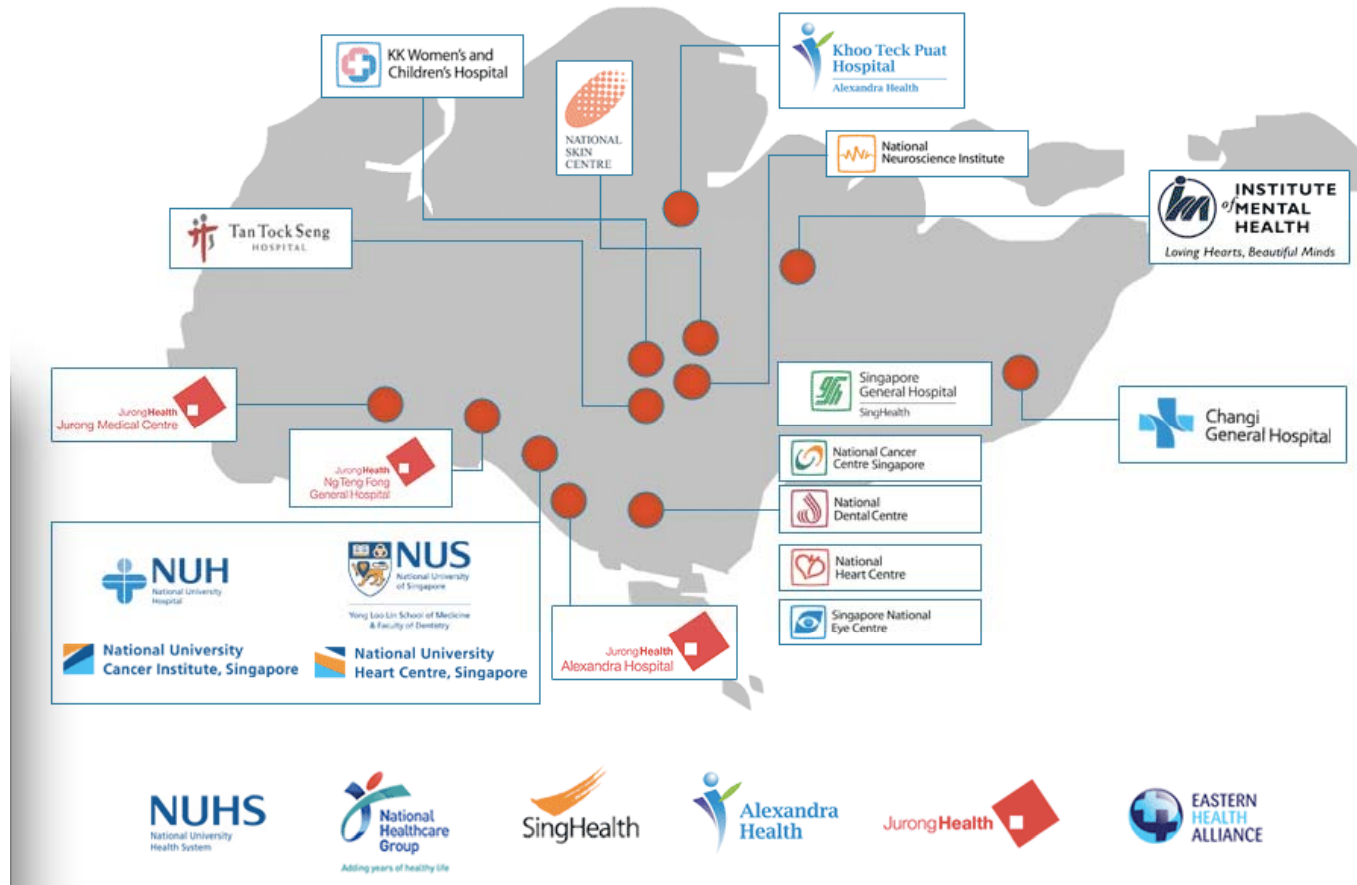 KK Women's and
Children's Hospital
NATIONAL
SKIN
CENTRE
Khoo Teck Puat
Hospital
Alexandra Health
National
Neuroscience Institute
INSTITUTE
of MENTAL
HEALTH
Loving Hearts, Beautiful Minds
Tan Tock Seng
HOSPITAL
JurongHealth
Jurong Medical Centre
JurongHealth
Ng Teng Fong
General Hospital
Singapore
General Hospital
SingHealth
Changi
General Hospital
National Cancer
Centre Singapore
National
Dental Centre
National
Heart Centre
Singapore National
Eye Centre
NUH
National University
Hospital
NUS
National University
of Singapore
Yong Loo Lin School of Medicine
& Faculty of Dentistry
National University
Cancer Institute, Singapore
National University
Heart Centre, Singapore
JurongHealth
Alexandra Hospital
NUHS
National University
Health System
National
Healthcare
Group
Adding years of healthy life
SingHealth
Alexandra
Health
JurongHealth
EASTERN
HEALTH
ALLIANCE